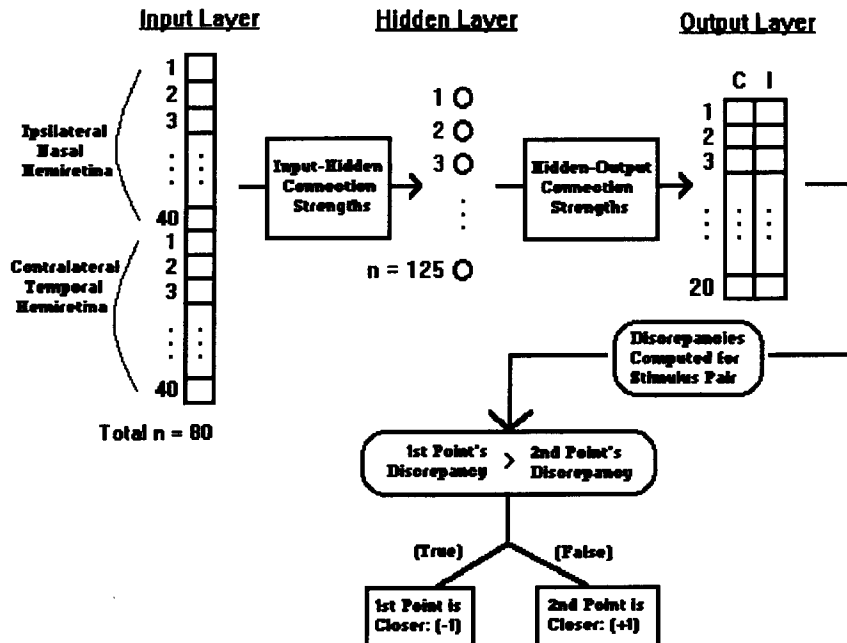 Input Layer
Hidden Layer
Output Layer
C I
1
2
3
40
Ipsilateral
Nasal
Hemiretina
1
2
3
40
Contralateral
Temporal
Hemiretina
Total n = 80
Input-Hidden
Connection
Strengths
1
2
3
n = 125
Hidden-Output
Connection
Strengths
1
2
3
20
Discrepancies
Computed for
Stimulus Pair
1st Point's
Discrepancy
>
2nd Point's
Discrepancy
(True)
(False)
1st Point is
Closer: (-1)
2nd Point is
Closer: (+1)